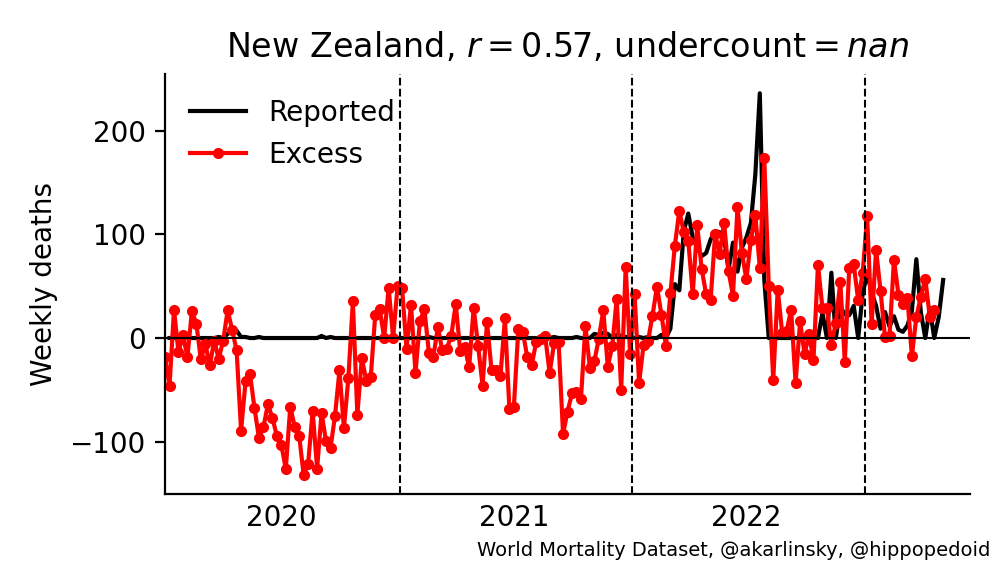 New Zealand, r = 0.57, undercount = nan
Reported
Excess
Weekly deaths
200
100
0
−100
2020
2021
2022
World Mortality Dataset, @akarlinsky, @hippopedoid